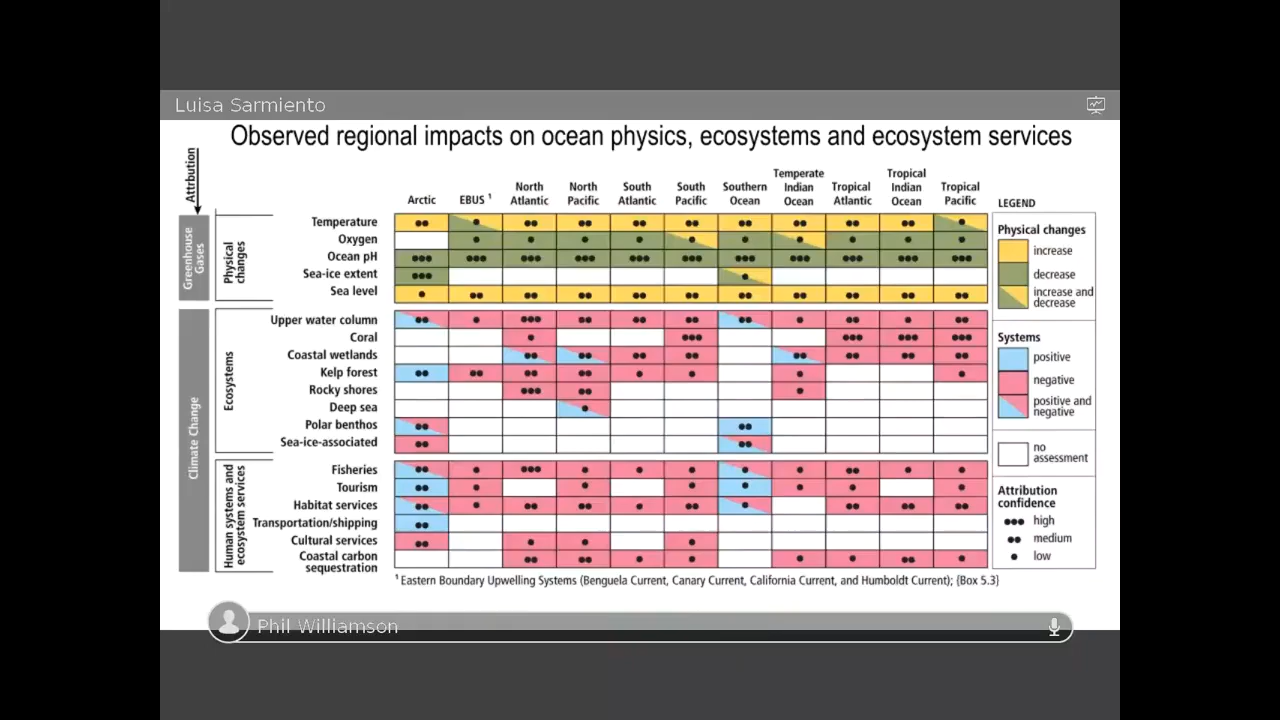 Luisa Sarmiento
Observed regional impacts on ocean physics, ecosystems and ecosystem services
Attrbution
Arctic
EBUS 1
North
Atlantic
North
Pacific
South
Atlantic
South
Pacific
Southern
Ocean
Temperate
Indian
Ocean
Tropical
Atlantic
Tropical
Indian
Ocean
Tropical
Pacific
Greenhouse
Gases
Physical
changes
Temperature
Oxygen
Ocean pH
Sea-ice extent
Sea level
Climate Change
Ecosystems
Upper water column
Coral
Coastal wetlands
Kelp forest
Rocky shores
Deep sea
Polar benthos
Sea-ice-associated
Human systems and
ecosystem services
Fisheries
Tourism
Habitat services
Transportation/shipping
Cultural services
Coastal carbon
sequestration
LEGEND
Physical changes
increase
decrease
increase and
decrease
Systems
positive
negative
positive and
negative
no
assessment
Attribution
confidence
high
medium
low
1 Eastern Boundary Upwelling Systems (Benguela Current, Canary Current, California Current, and Humboldt Current); {Box 5.3}
Phil Williamson